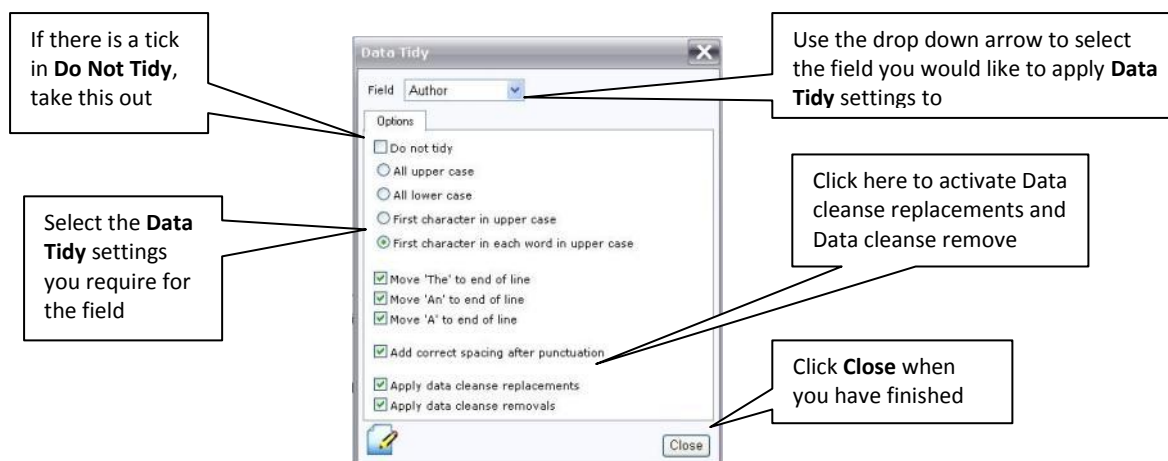 If there is a tick
in Do Not Tidy,
take this out
Select the Data
Tidy settings
you require for
the field
Data Tidy
Field Author
Options
Do not tidy
All upper case
All lower case
First character in upper case
First character in each word in upper case
Move 'The' to end of line
Move 'An' to end of line
Move 'A' to end of line
Add correct spacing after punctuation
Apply data cleanse replacements
Apply data cleanse removals
Close
Use the drop down arrow to select
the field you would like to apply Data
Tidy settings to
Click here to activate Data
cleanse replacements and
Data cleanse remove
Click Close when
you have finished